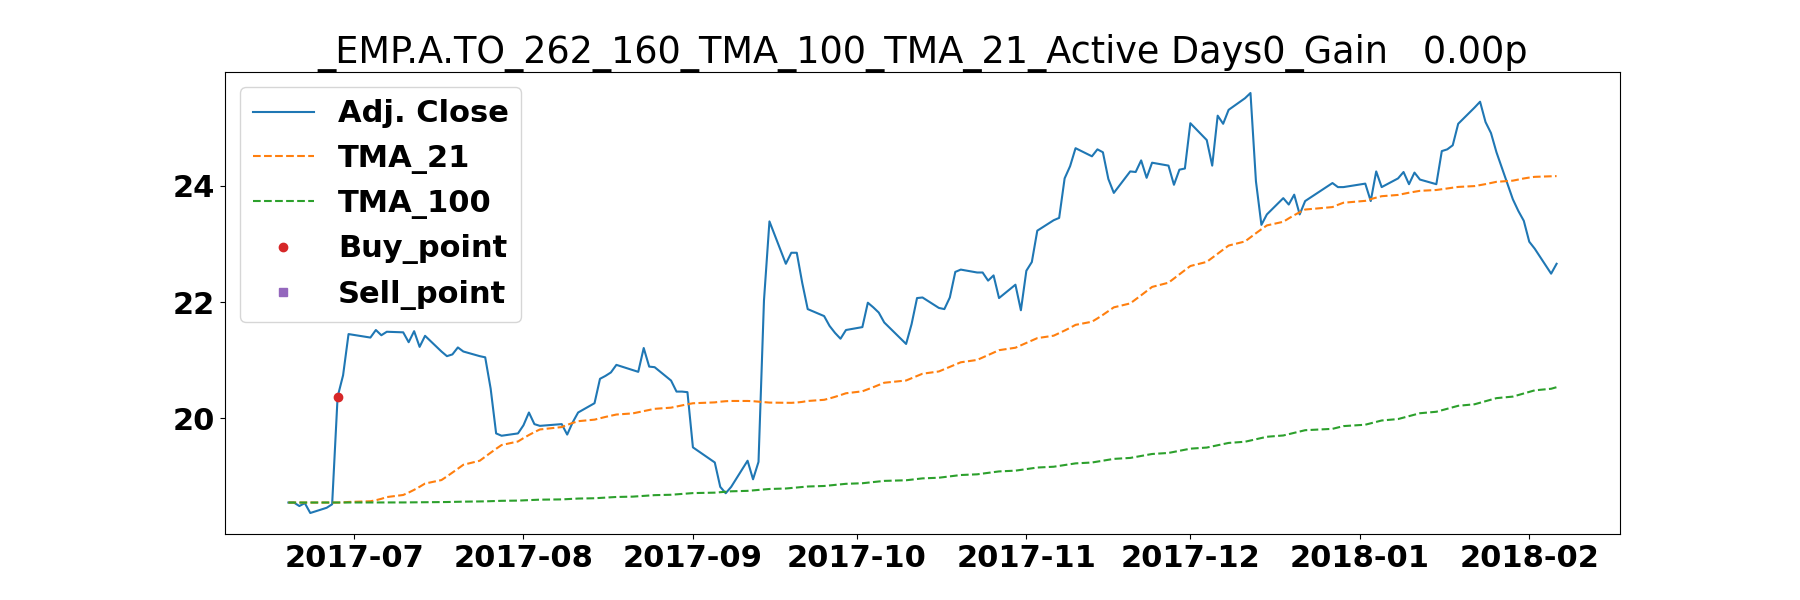 _EMP.A.TO_262_160_TMA_100_TMA_21_Active Days0_Gain   0.00p
Adj. Close
TMA_21
TMA_100
Buy_point
Sell_point
24
22
20
2017-07 2017-08 2017-09 2017-10 2017-11 2017-12 2018-01 2018-02